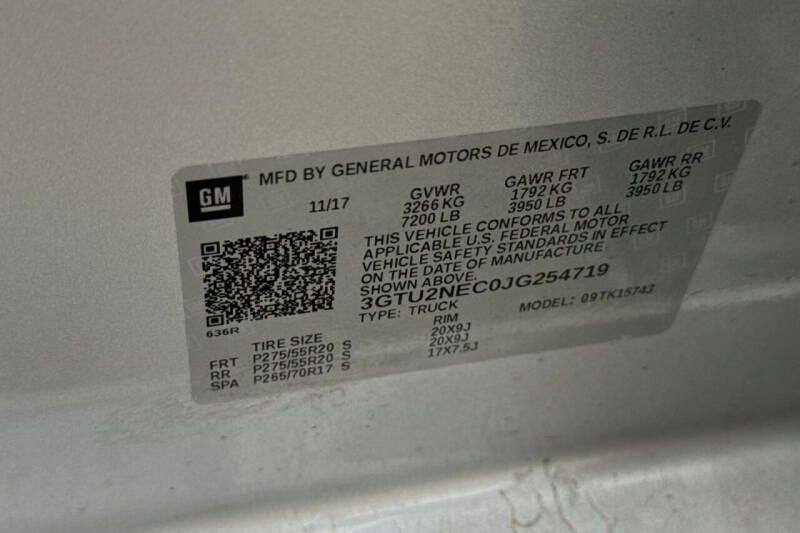 GM
MFD BY GENERAL MOTORS DE MEXICO, S. DE R.L. DE C.V.
11/17
GVWR
3266 KG
7200 LB
GAWR FRT
1792 KG
3950 LB
GAWR RR
1792 KG
3950 LB
THIS VEHICLE CONFORMS TO ALL
APPLICABLE U.S. FEDERAL MOTOR
VEHICLE SAFETY STANDARDS IN EFFECT
ON THE DATE OF MANUFACTURE
SHOWN ABOVE.
3GTU2NEC0JG254719
TYPE: TRUCK MODEL: 09TK15743
636R
TIRE SIZE RIM
FRT P275/55R20 S 20X9J
RR P275/55R20 S 20X9J
SPA P265/70R17 S 17X7.5J